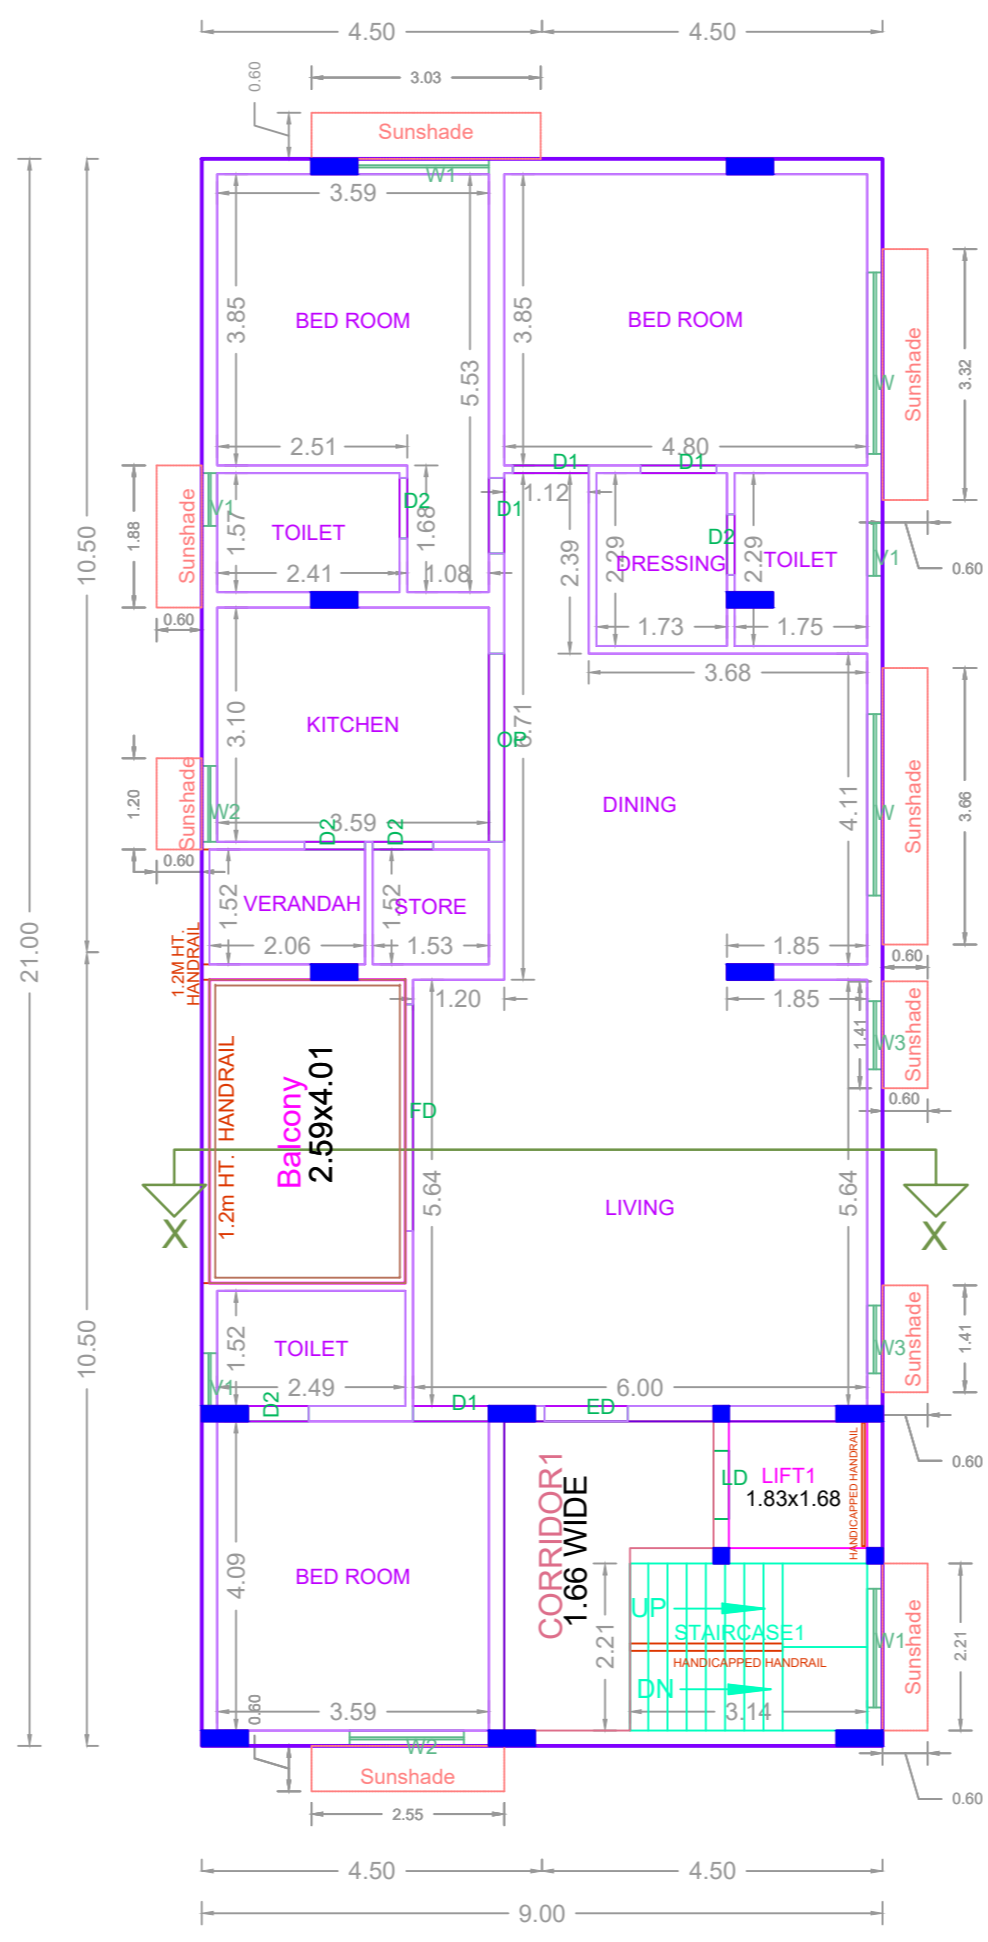 4.50
4.50
3.03
0.60
Sunshade
W1
3.59
3.85
5.53
BED ROOM
3.85
BED ROOM
Sunshade
W
3.32
2.51
4.80
D1
D1
1.12
Sunshade
1.88
V1
1.57
TOILET
D2
1.68
D1
2.41
1.08
2.39
2.29
DRESSING
D2
2.29
TOILET
V1
0.60
10.50
0.60
1.73
1.75
3.68
KITCHEN
3.10
OP
6.71
DINING
4.11
W
Sunshade
3.66
1.20
Sunshade
W2
3.59
D2
D2
0.60
1.52
VERANDAH
1.52
STORE
2.06
1.53
1.85
0.60
21.00
1.2M HT.
HANDRAIL
1.20
1.85
1.41
W3
Sunshade
0.60
1.2m HT. HANDRAIL
Balcony
2.59x4.01
FD
X
X
5.64
LIVING
5.64
10.50
1.52
TOILET
2.49
V1
D2
D1
6.00
ED
W3
Sunshade
1.41
0.60
CORRIDOR1
1.66 WIDE
LD
LIFT1
1.83x1.68
HANDICAPPED HANDRAIL
4.09
BED ROOM
2.21
UP
STAIRCASE1
HANDICAPPED HANDRAIL
DN
3.14
W1
Sunshade
2.21
3.59
0.60
W2
Sunshade
2.55
0.60
4.50
4.50
9.00